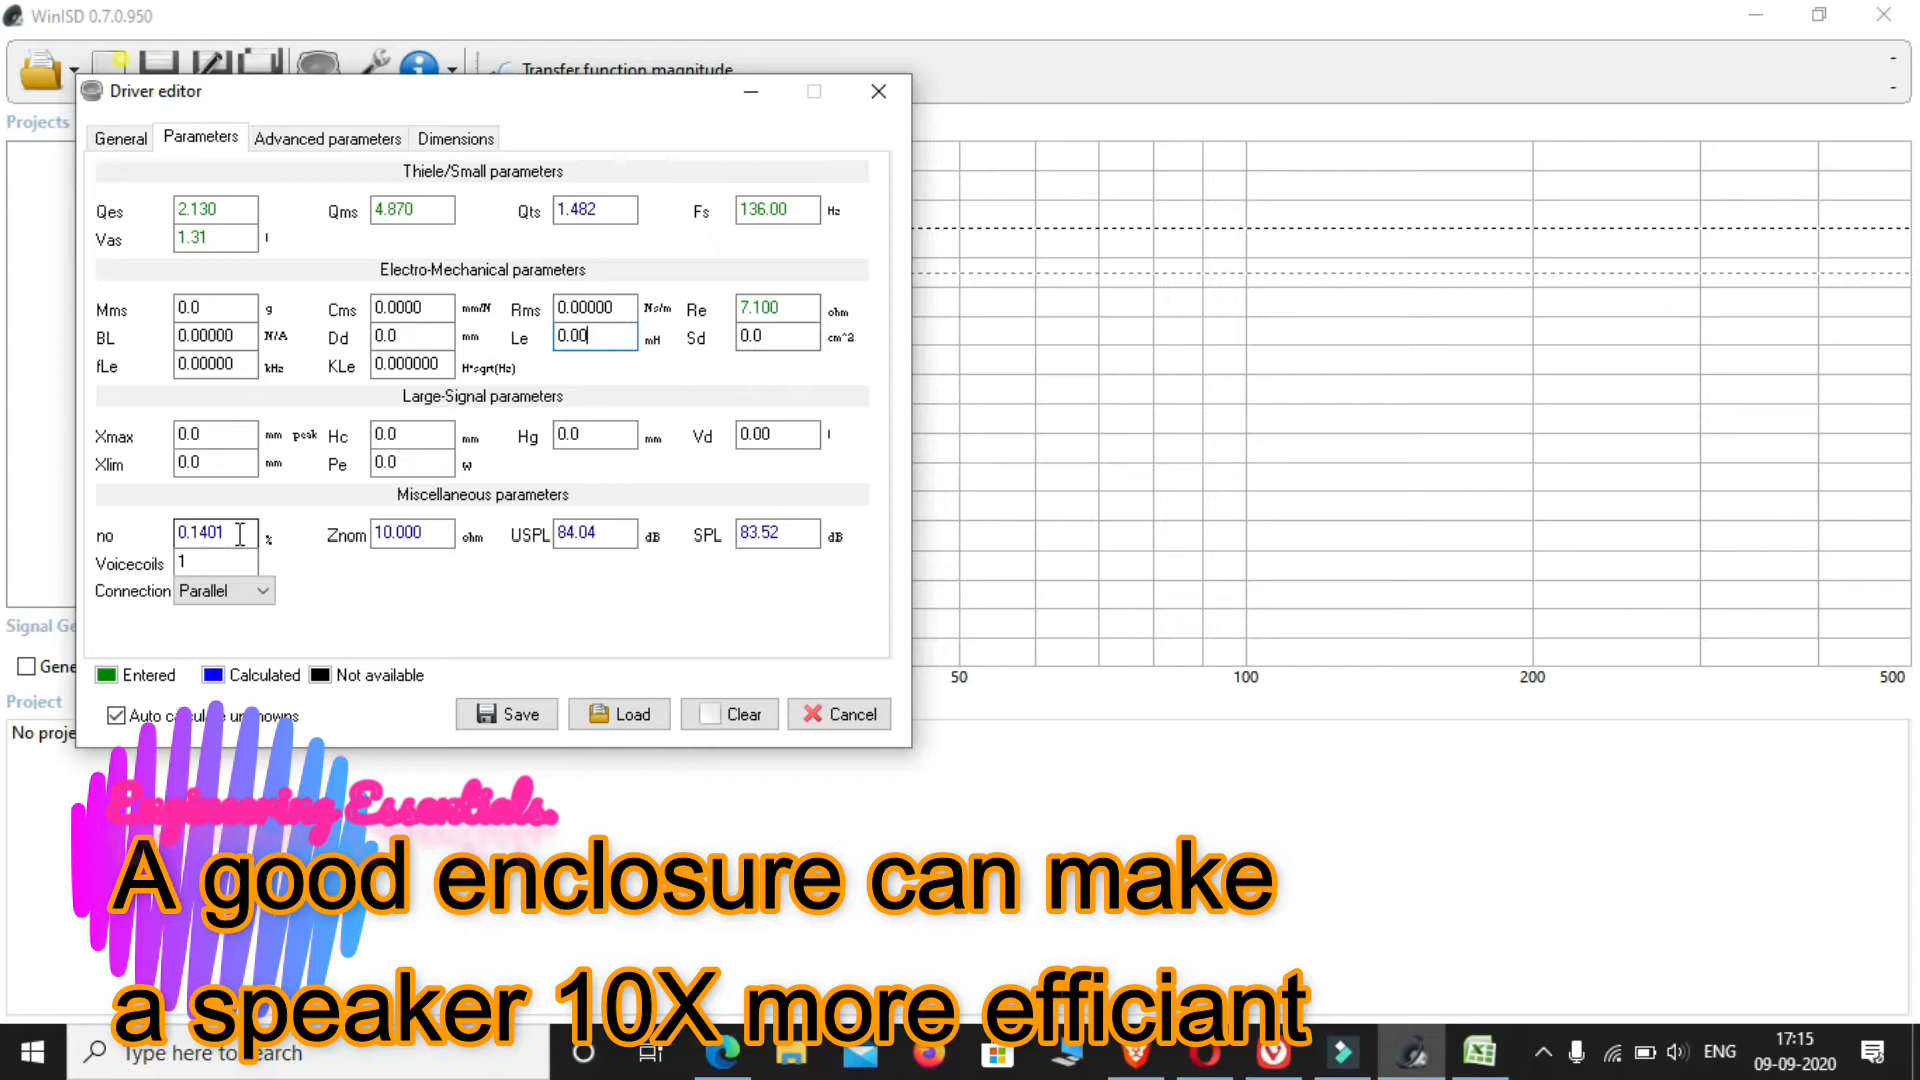 WinISD 0.7.0.950
Transfer function magnitude
Projects
Driver editor
General Parameters Advanced parameters Dimensions
Thiele/Small parameters
Qes 2.130 Qms 4.870 Qts 1.482 Fs 136.00 Hz
Vas 1.31 l
Electro-Mechanical parameters
Mms 0.0 g Cms 0.0000 mm/N Rms 0.00000 Ns/m Re 7.100 ohm
BL 0.00000 N/A Dd 0.0 mm Le 0.00 mH Sd 0.0 cm^2
fLe 0.00000 kHz KLe 0.000000 H*sqrt(Hz)
Large-Signal parameters
Xmax 0.0 mm peak Hc 0.0 mm Hg 0.0 mm Vd 0.00 l
Xlim 0.0 mm Pe 0.0 W
Miscellaneous parameters
no 0.1401 % Znom 10.000 ohm USPL 84.04 dB SPL 83.52 dB
Voicecoils 1
Connection Parallel
Entered Calculated Not available
Auto calculate unknowns
Save Load Clear Cancel
Signal Ge
Gene
50 100 200 500
Project
No proje
Engineering Essentials.
A good enclosure can make
a speaker 10X more efficiant
Type here to search
ENG
17:15
09-09-2020